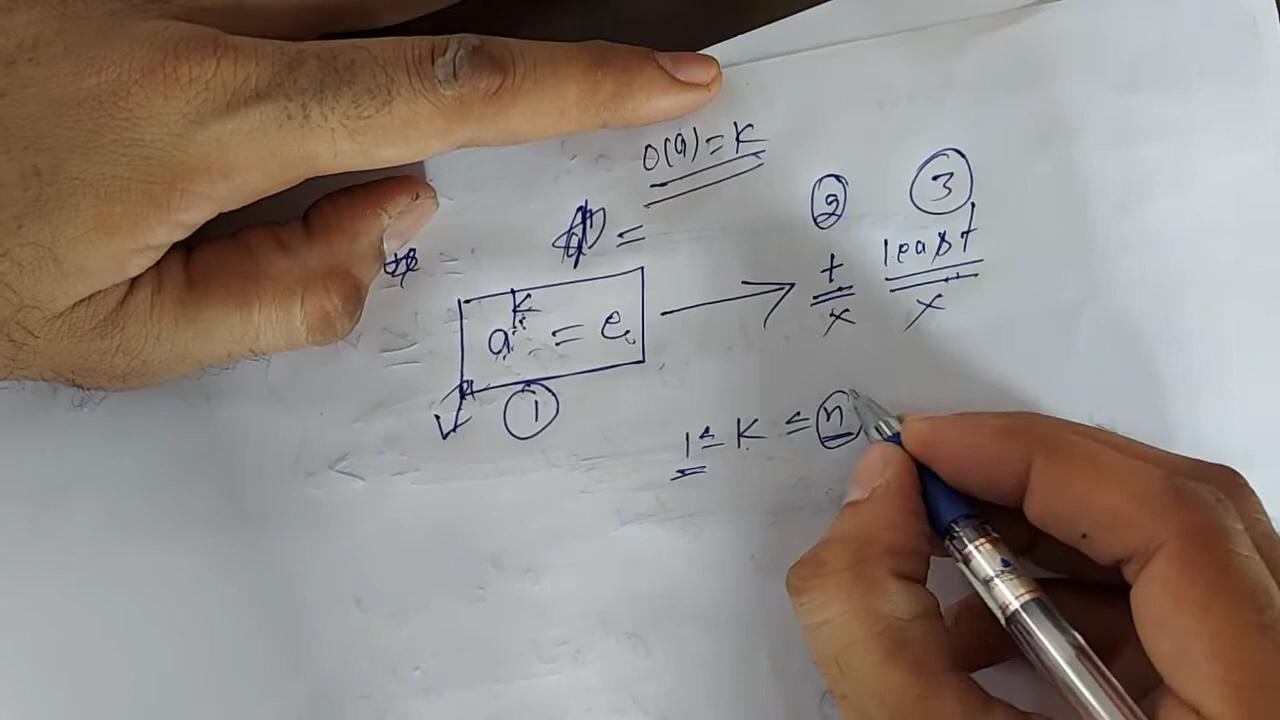 o(a) = K
② ③
+ least
x x
a^K = e
①
1 ≤ K ≤ n